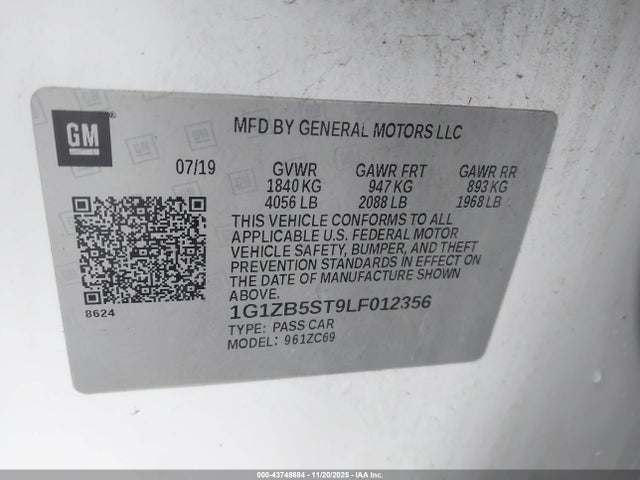 GM
MFD BY GENERAL MOTORS LLC
07/19 GVWR GAWR FRT GAWR RR
1840 KG 947 KG 893 KG
4056 LB 2088 LB 1968 LB
THIS VEHICLE CONFORMS TO ALL
APPLICABLE U.S. FEDERAL MOTOR
VEHICLE SAFETY, BUMPER, AND THEFT
PREVENTION STANDARDS IN EFFECT ON
THE DATE OF MANUFACTURE SHOWN
ABOVE.
8624
1G1ZB5ST9LF012356
TYPE: PASS CAR
MODEL: 961ZC69
000-43748684 - 11/20/2025 - IAA Inc.